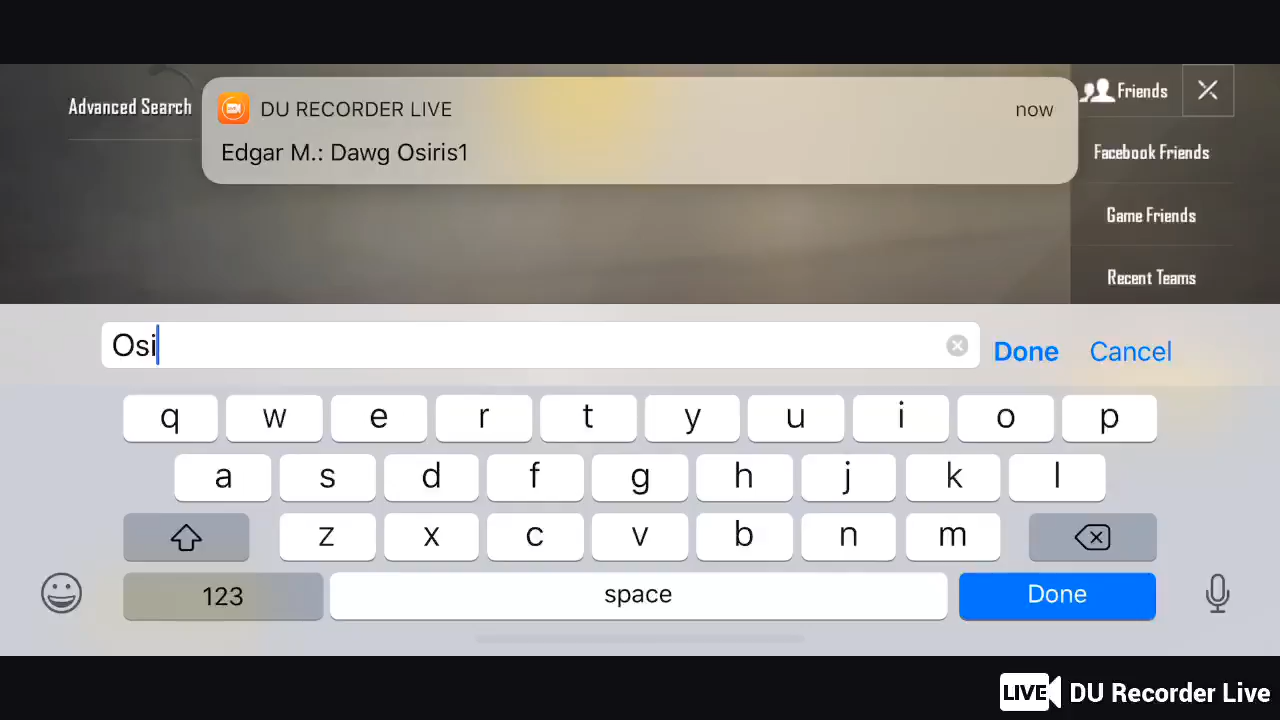 Advanced Search
DU RECORDER LIVE
now
Edgar M.: Dawg Osiris1
Friends
Facebook Friends
Game Friends
Recent Teams
Osi
Done
Cancel
q w e r t y u i o p
a s d f g h j k l
z x c v b n m
123
space
Done
LIVE DU Recorder Live